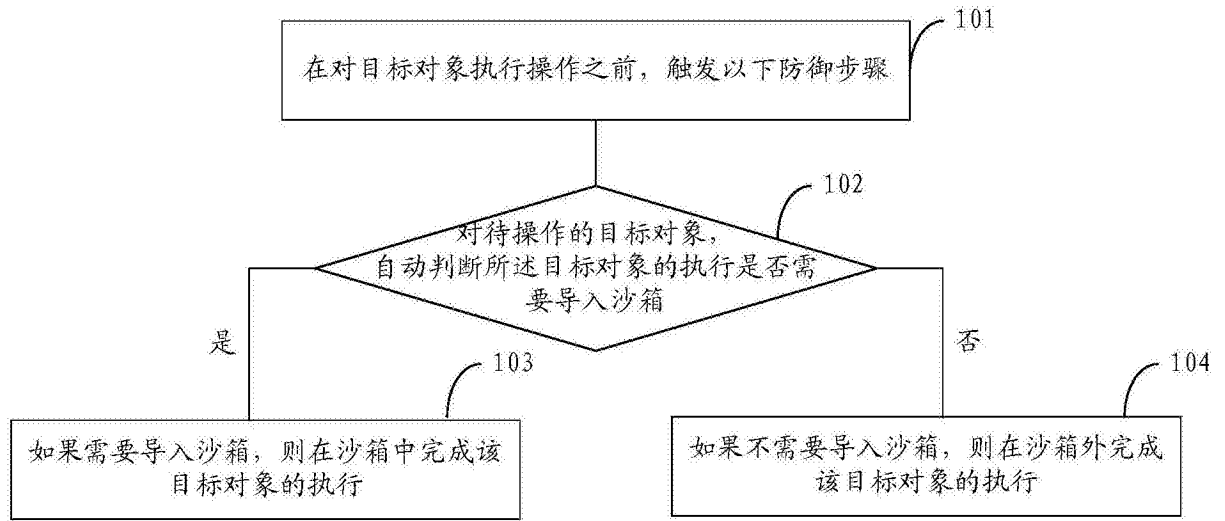 101
在对目标对象执行操作之前，触发以下防御步骤
102
对待操作的目标对象，
自动判断所述目标对象的执行是否需
要导入沙箱
是
否
103
104
如果需要导入沙箱，则在沙箱中完成该
目标对象的执行
如果不需要导入沙箱，则在沙箱外完成
该目标对象的执行